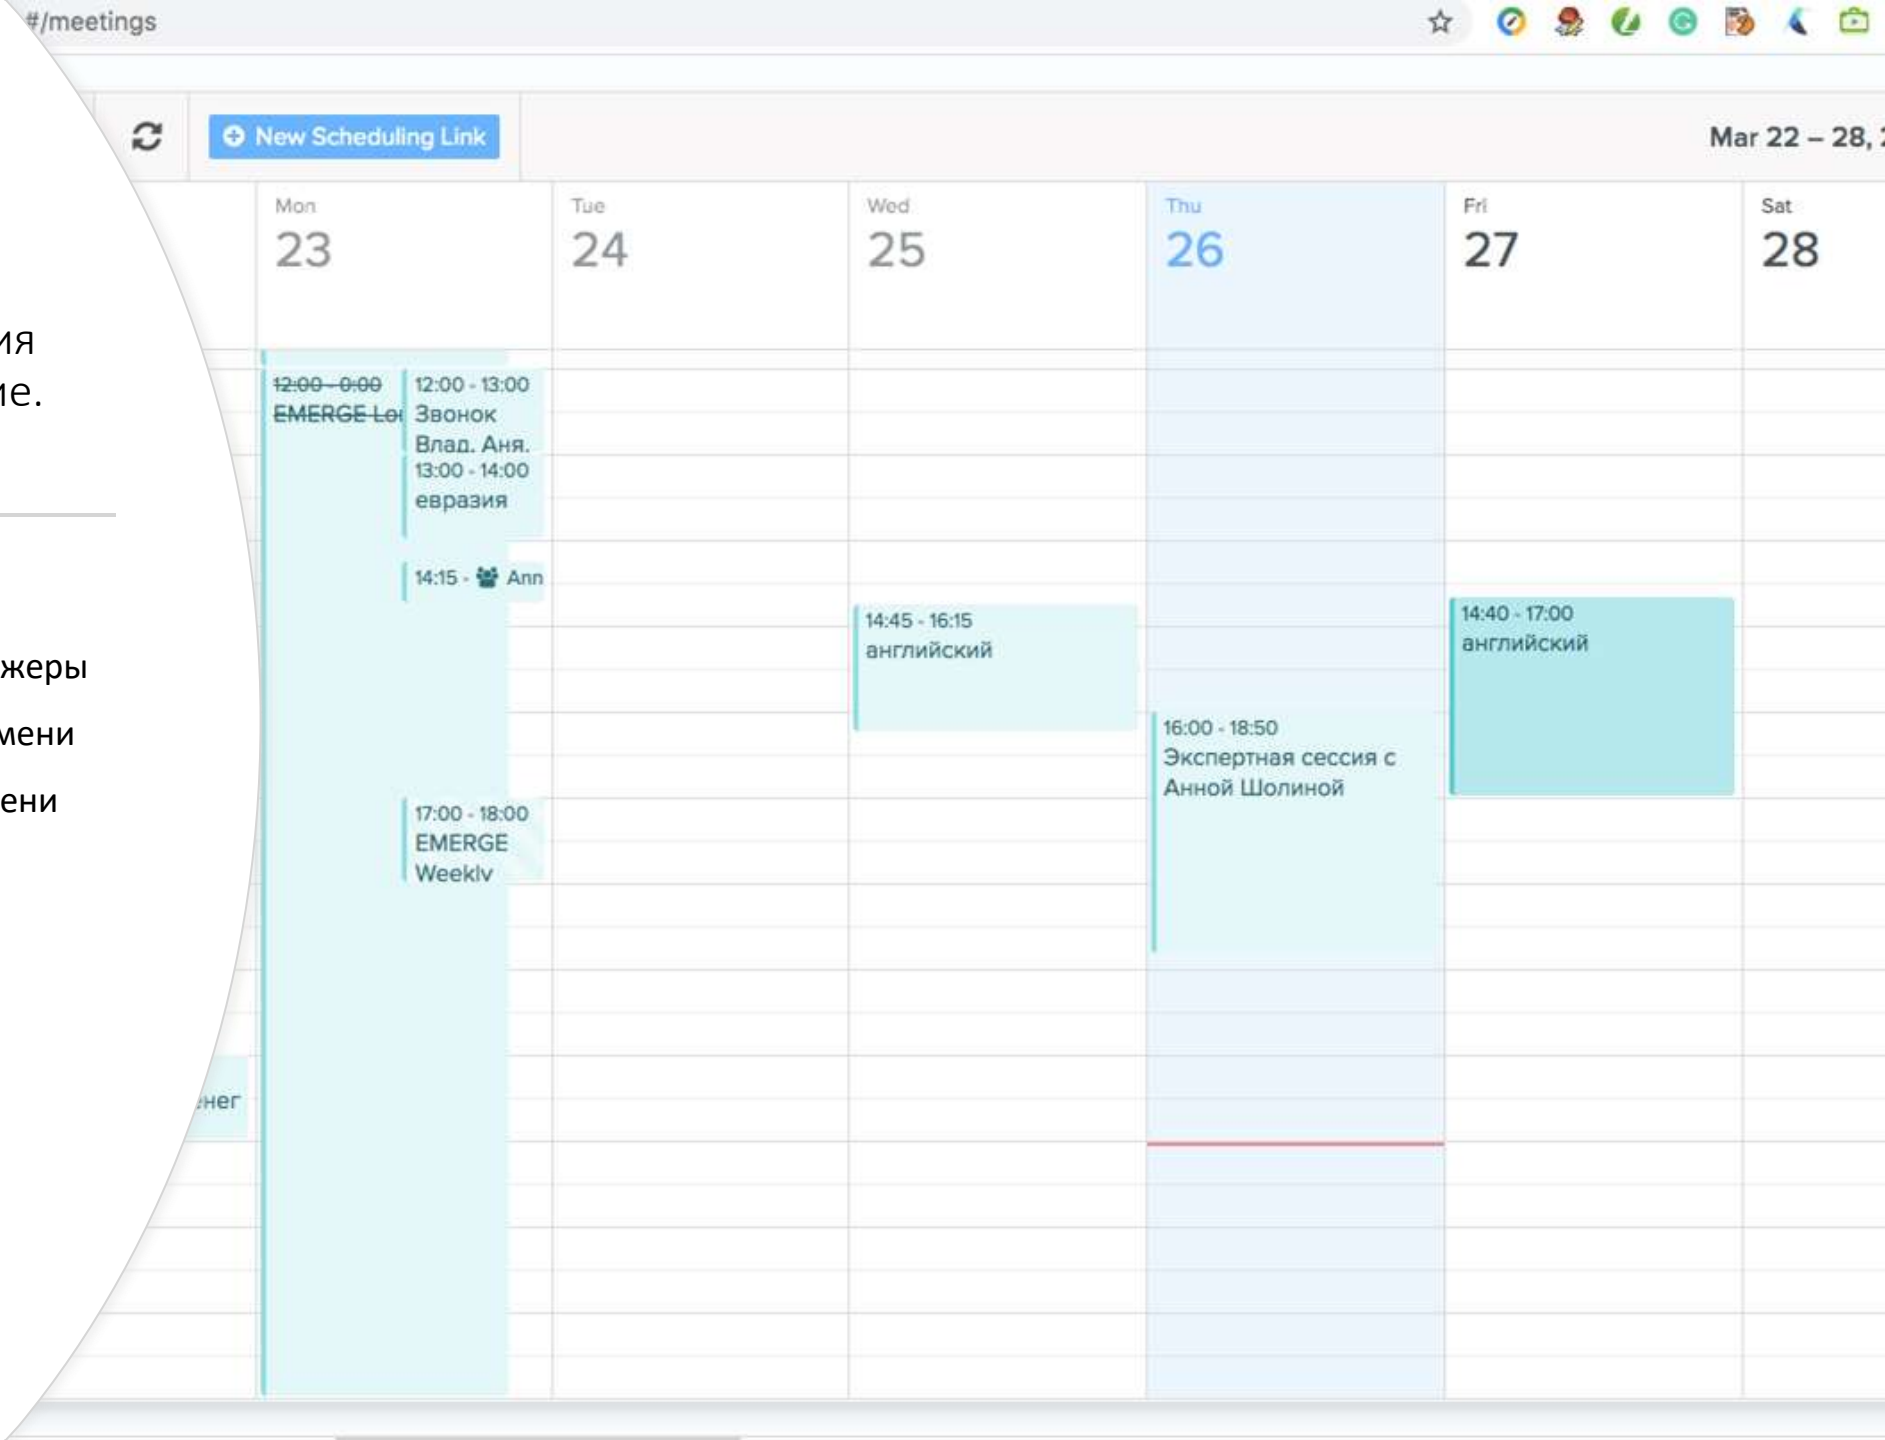 #/meetings
New Scheduling Link
Mar 22 – 28,
Mon
23
Tue
24
Wed
25
Thu
26
Fri
27
Sat
28
ия
ие.
жеры
мени
ени
12:00 - 0:00
EMERGE Lo
12:00 - 13:00
Звонок
Влад. Аня.
13:00 - 14:00
евразия
14:15 - Ann
17:00 - 18:00
EMERGE
Weekly
14:45 - 16:15
английский
16:00 - 18:50
Экспертная сессия с
Анной Шолиной
14:40 - 17:00
английский
енег